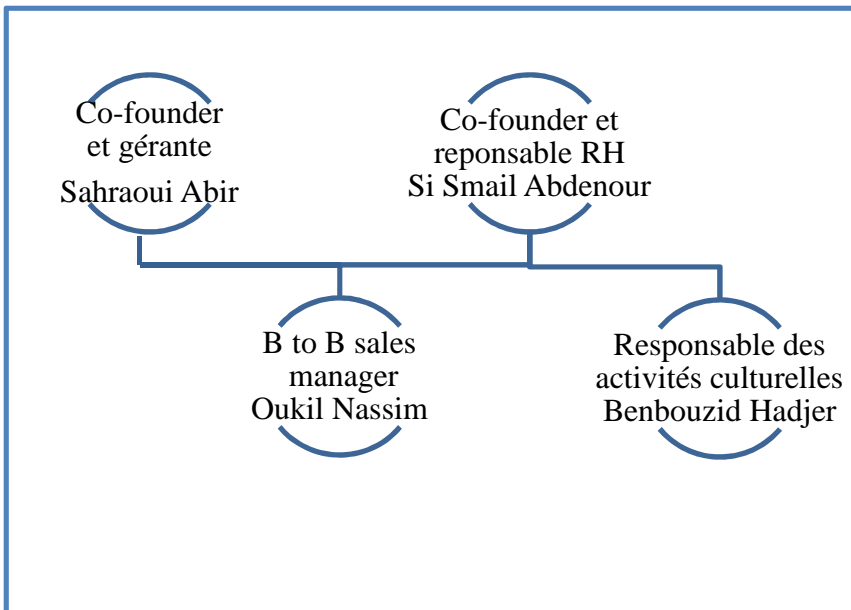 Co-founder
et gérante
Sahraoui Abir
Co-founder et
reponsable RH
Si Smail Abdenour
B to B sales
manager
Oukil Nassim
Responsable des
activités culturelles
Benbouzid Hadjer